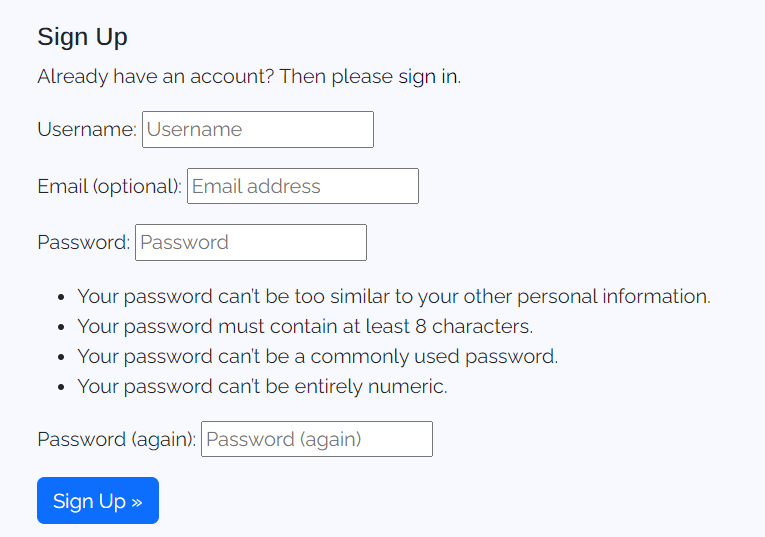 Sign Up
Already have an account? Then please sign in.
Username: Username
Email (optional): Email address
Password: Password
• Your password can’t be too similar to your other personal information.
• Your password must contain at least 8 characters.
• Your password can’t be a commonly used password.
• Your password can’t be entirely numeric.
Password (again): Password (again)
Sign Up »